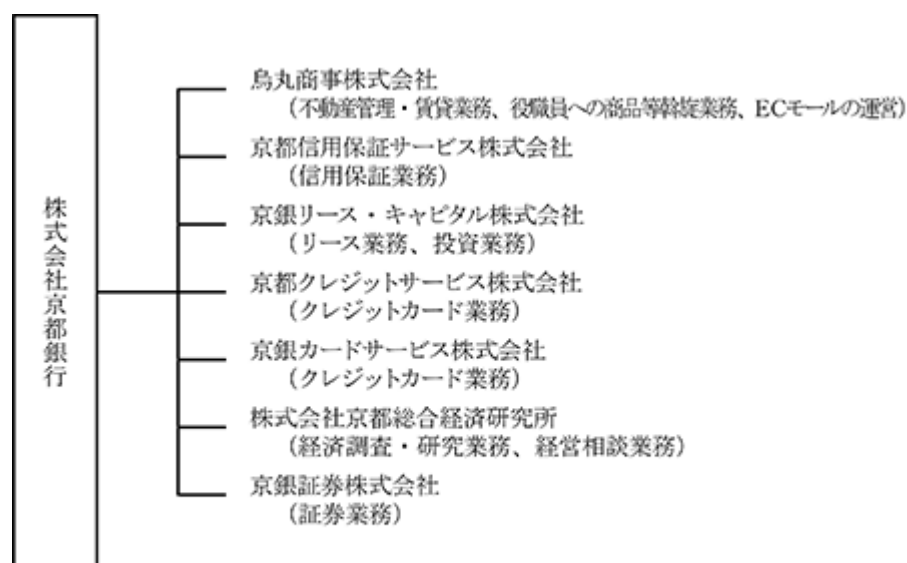 株式会社京都銀行
烏丸商事株式会社
（不動産管理・賃貸業務、役職員への商品等斡旋業務、ECモールの運営）
京都信用保証サービス株式会社
（信用保証業務）
京銀リース・キャピタル株式会社
（リース業務、投資業務）
京都クレジットサービス株式会社
（クレジットカード業務）
京銀カードサービス株式会社
（クレジットカード業務）
株式会社京都総合経済研究所
（経済調査・研究業務、経営相談業務）
京銀証券株式会社
（証券業務）